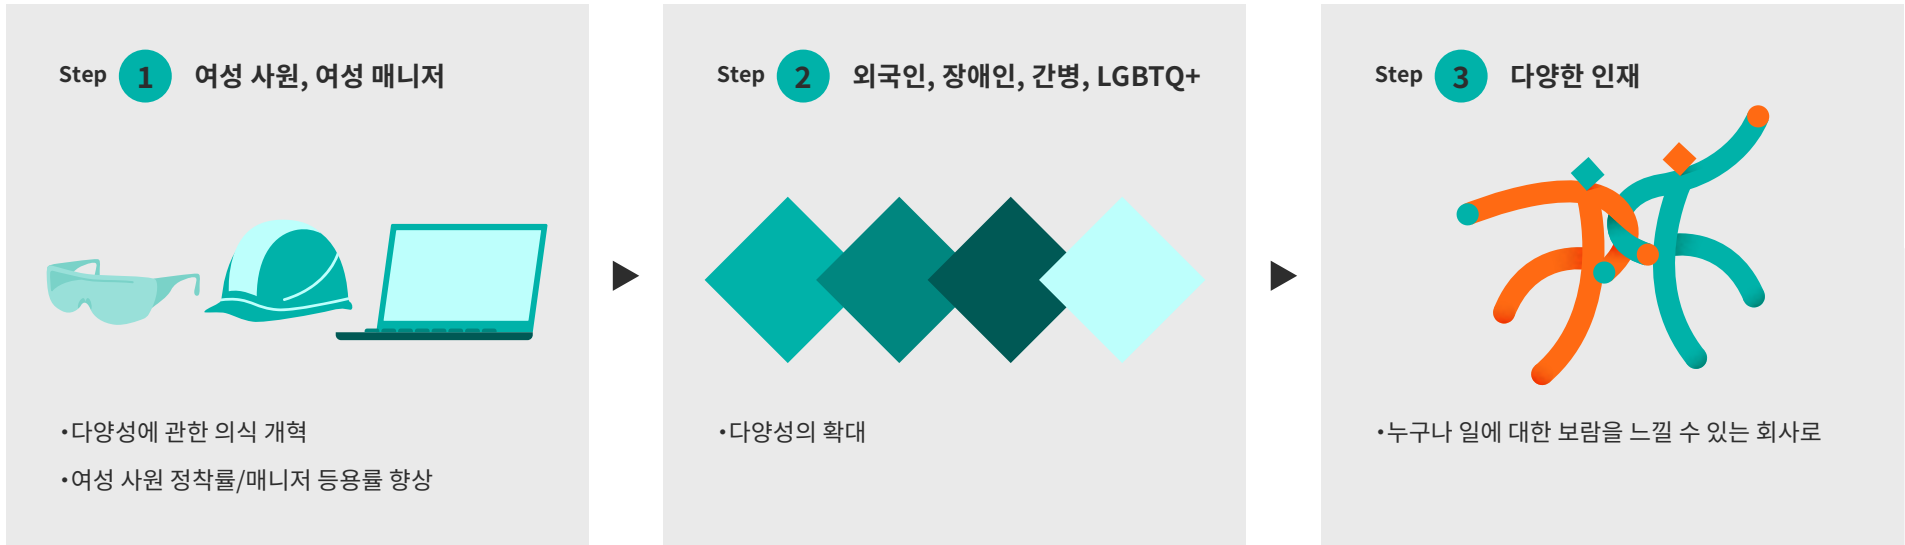 Step 1 여성 사원, 여성 매니저
・다양성에 관한 의식 개혁
・여성 사원 정착률/매니저 등용률 향상
Step 2 외국인, 장애인, 간병, LGBTQ+
・다양성의 확대
Step 3 다양한 인재
・누구나 일에 대한 보람을 느낄 수 있는 회사로